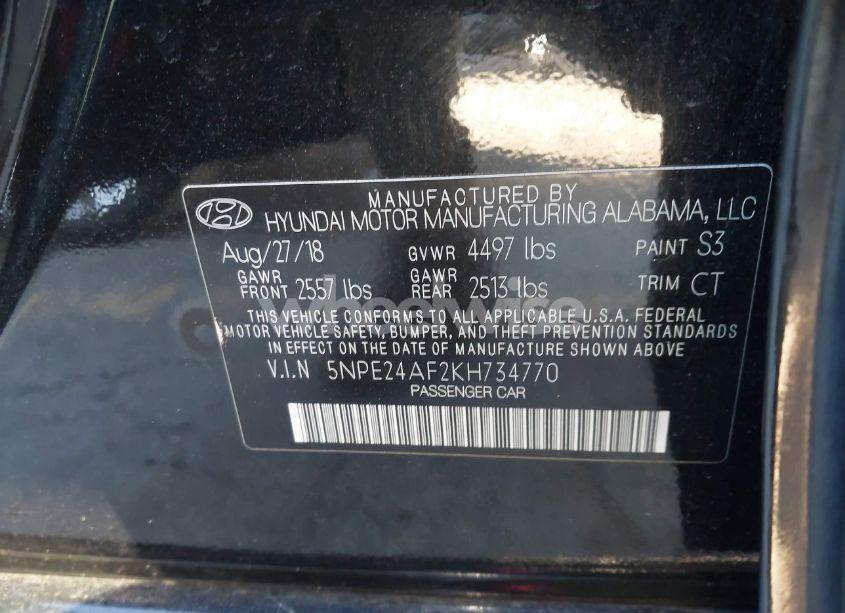 MANUFACTURED BY
HYUNDAI MOTOR MANUFACTURING ALABAMA, LLC
Aug/27/18 GVWR 4497 lbs PAINT S3
GAWR FRONT 2557 lbs GAWR REAR 2513 lbs TRIM CT
THIS VEHICLE CONFORMS TO ALL APPLICABLE U.S.A. FEDERAL
MOTOR VEHICLE SAFETY, BUMPER, AND THEFT PREVENTION STANDARDS
IN EFFECT ON THE DATE OF MANUFACTURE SHOWN ABOVE
V.I.N 5NPE24AF2KH734770
PASSENGER CAR